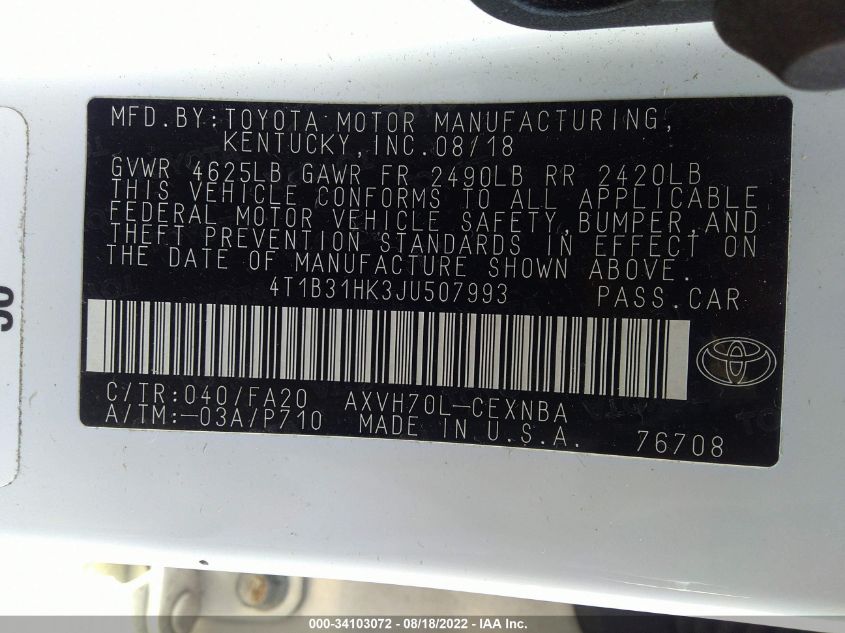 MFD.BY:TOYOTA MOTOR MANUFACTURING,
KENTUCKY,INC.08/18
GVWR 4625LB GAWR FR 2490LB RR 2420LB
THIS VEHICLE CONFORMS TO ALL APPLICABLE
FEDERAL MOTOR VEHICLE SAFETY,BUMPER,AND
THEFT PREVENTION STANDARDS IN EFFECT ON
THE DATE OF MANUFACTURE SHOWN ABOVE.
4T1B31HK3JU507993 PASS.CAR
C/TR:040/FA20 AXVH70L-CEXNBA
A/TM:-03A/P710 MADE IN U.S.A. 76708
000-34103072 - 08/18/2022 - IAA Inc.